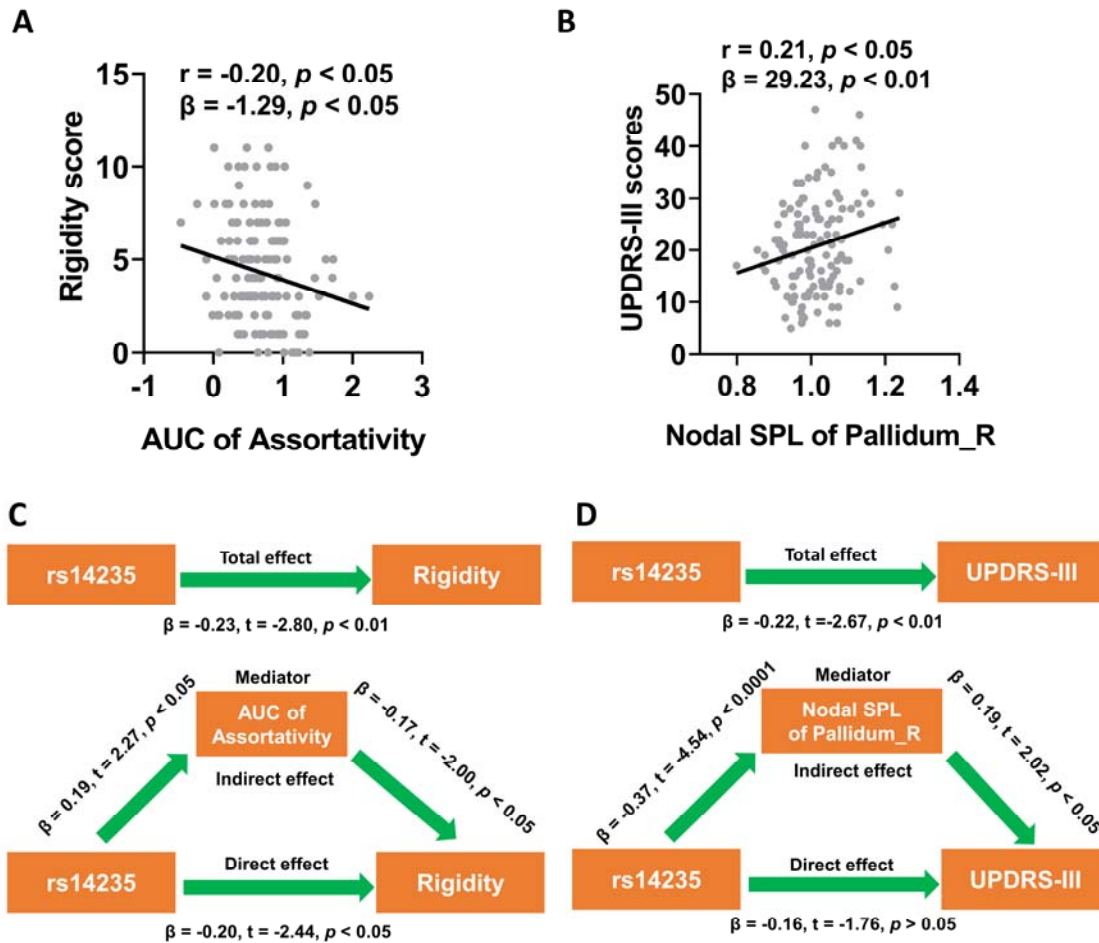 A
r = -0.20, p < 0.05
β = -1.29, p < 0.05
Rigidity score
15
10
5
0
-1 0 1 2 3
AUC of Assortativity
B
r = 0.21, p < 0.05
β = 29.23, p < 0.01
UPDRS-III scores
50
40
30
20
10
0
0.8 1.0 1.2 1.4
Nodal SPL of Pallidum_R
C
rs14235
Total effect
Rigidity
β = -0.23, t = -2.80, p < 0.01
β = 0.19, t = 2.27, p < 0.05
Mediator
AUC of
Assortativity
Indirect effect
β = -0.17, t = -2.00, p < 0.05
rs14235
Direct effect
Rigidity
β = -0.20, t = -2.44, p < 0.05
D
rs14235
Total effect
UPDRS-III
β = -0.22, t =-2.67, p < 0.01
β = -0.37, t = -4.54, p < 0.0001
Mediator
Nodal SPL
of Pallidum_R
Indirect effect
β = 0.19, t = 2.02, p < 0.05
rs14235
Direct effect
UPDRS-III
β = -0.16, t = -1.76, p > 0.05